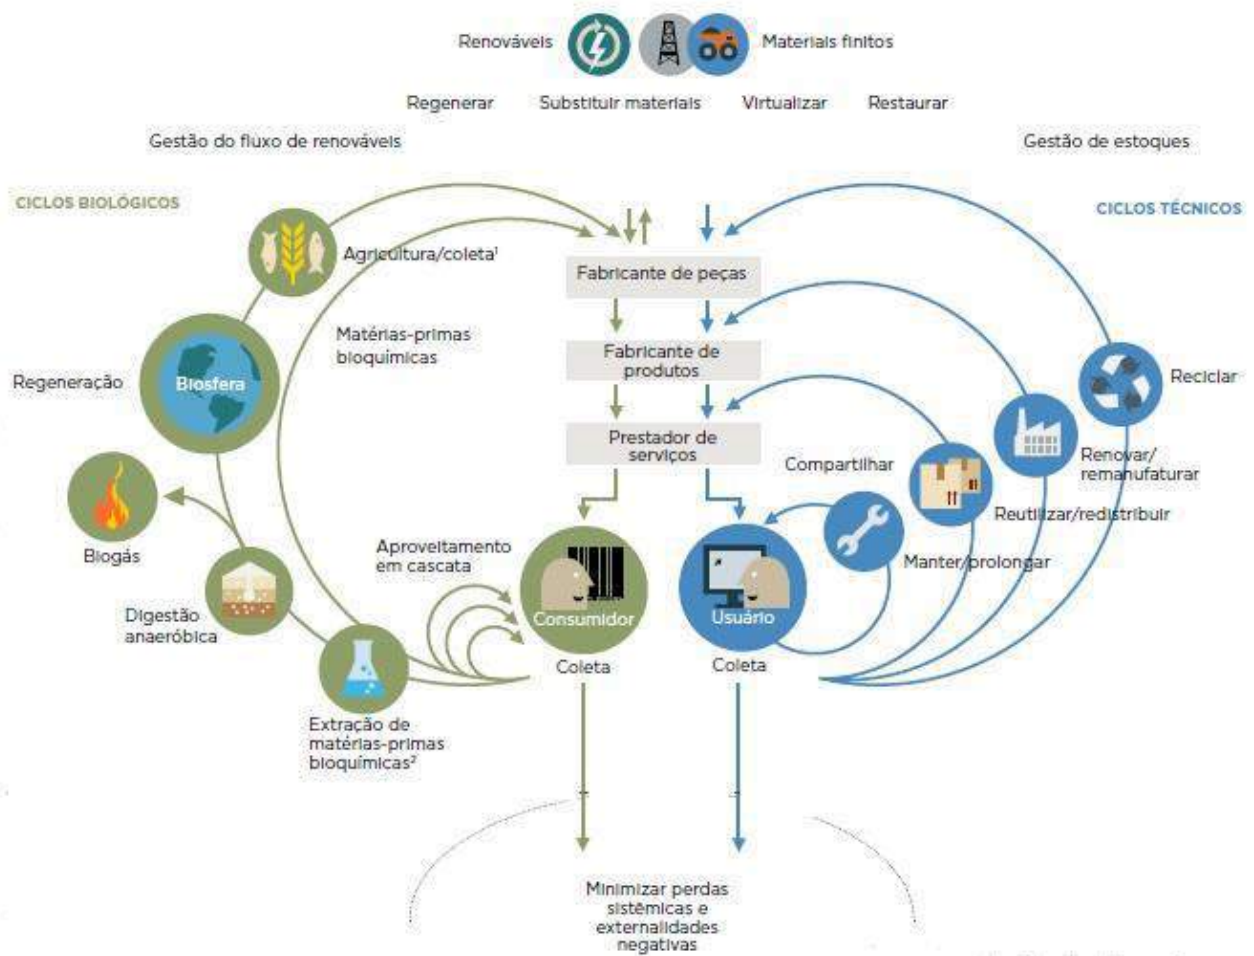 Renováveis
Materiais finitos
Regenerar
Substituir materiais
Virtualizar
Restaurar
Gestão do fluxo de renováveis
Gestão de estoques
CICLOS BIOLÓGICOS
CICLOS TÉCNICOS
Agricultura/coleta¹
Fabricante de peças
Matérias-primas
bioquímicas
Fabricante de
produtos
Regeneração
Biosfera
Reciclar
Prestador de
serviços
Compartilhar
Renovar/
remanufaturar
Reutilizar/redistribuir
Biogás
Aproveitamento
em cascata
Manter/prolongar
Digestão
anaeróbica
Consumidor
Usuário
Coleta
Coleta
Extração de
matérias-primas
bioquímicas²
Minimizar perdas
sistêmicas e
externalidades
negativas